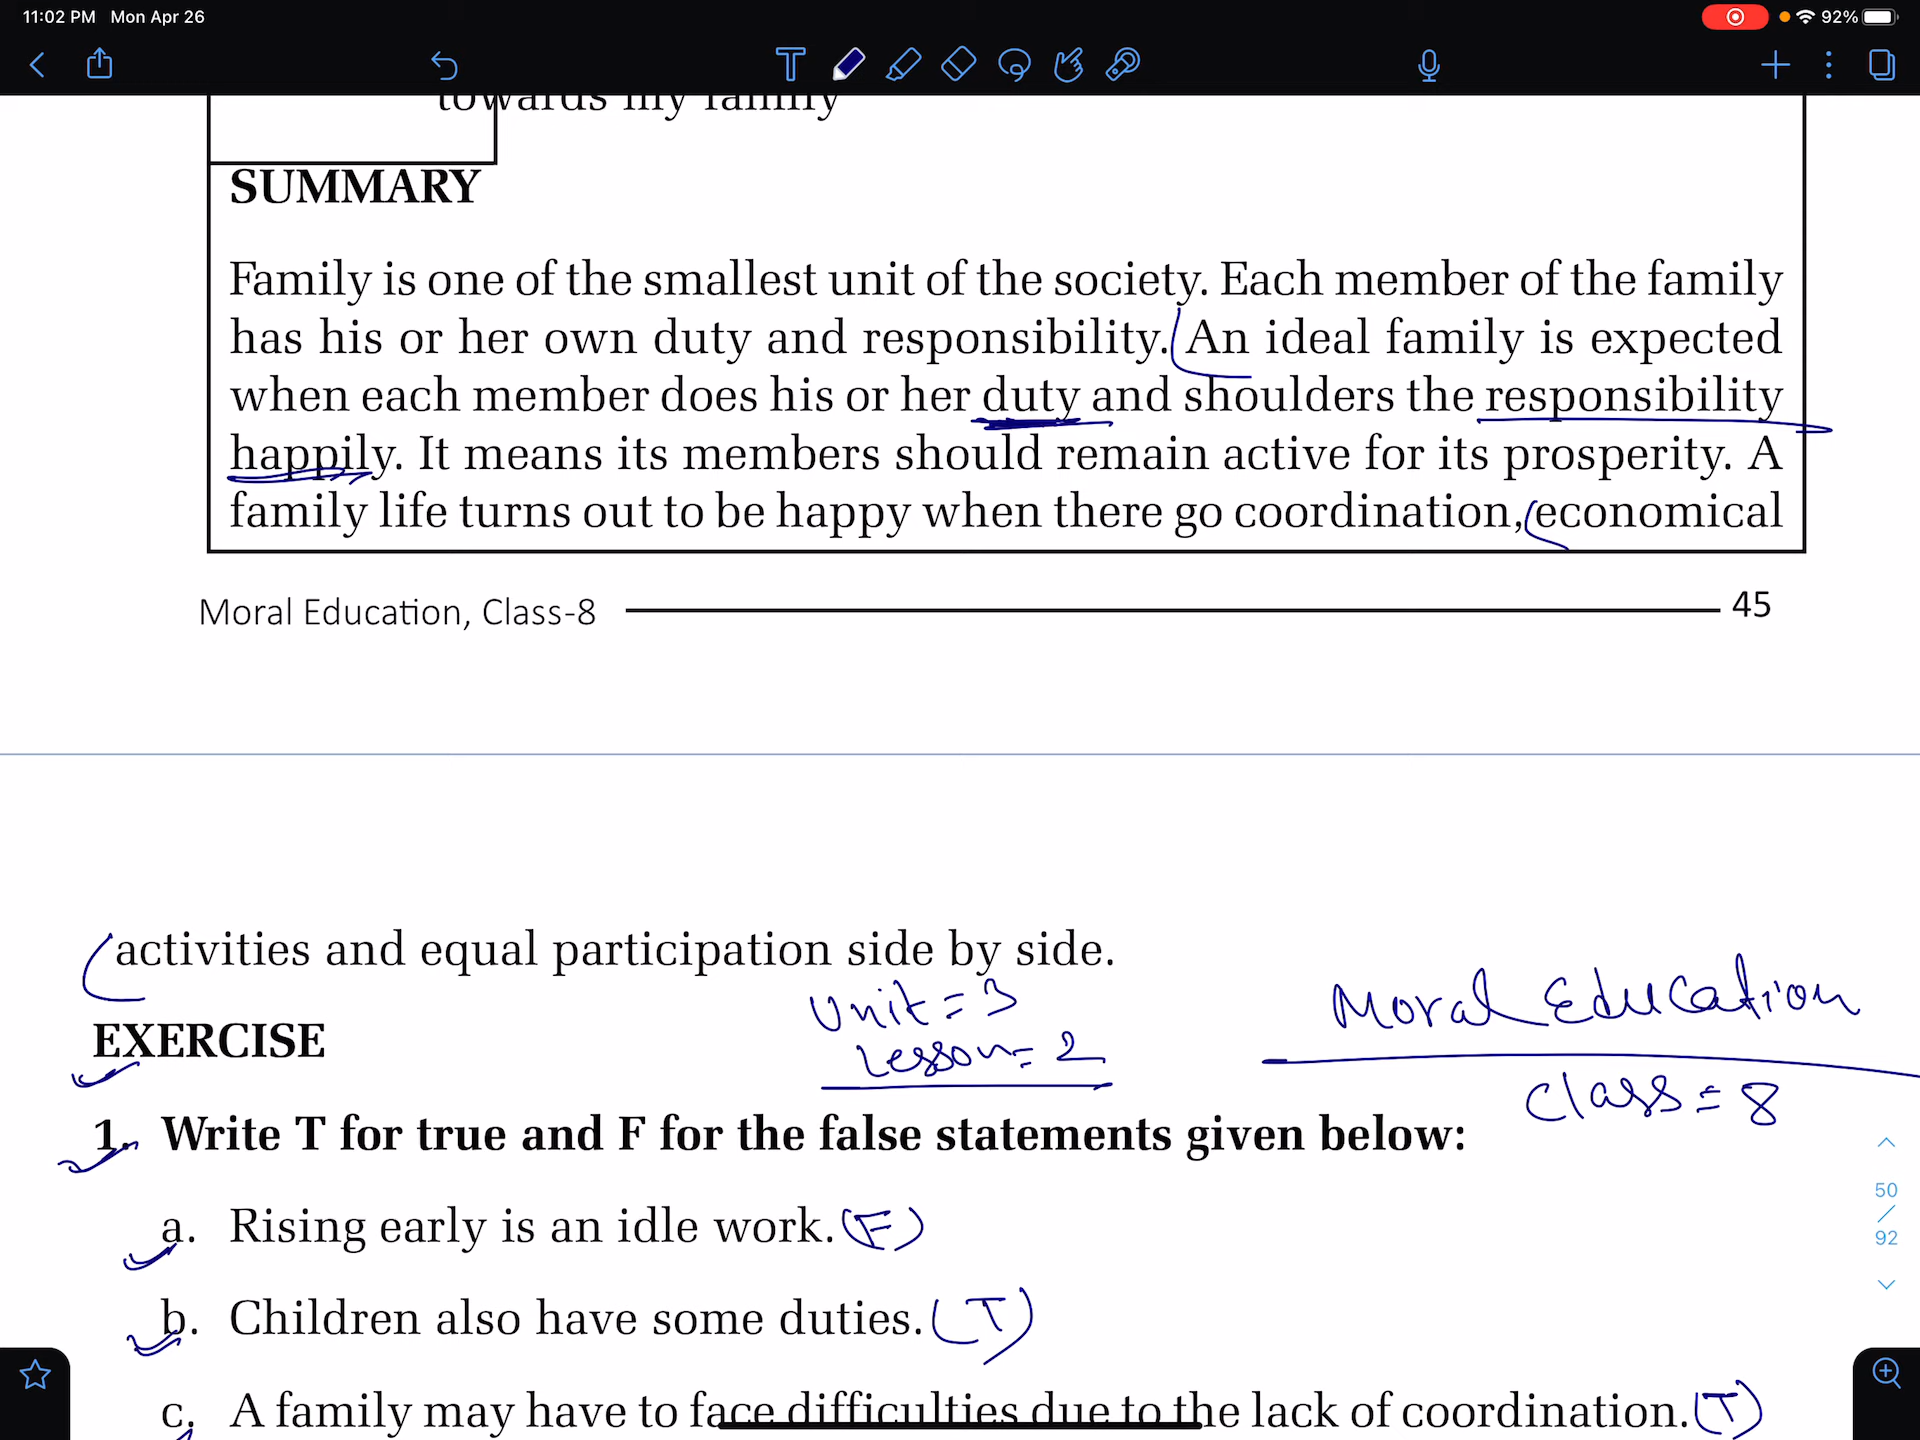 11:02 PM Mon Apr 26
92%
towards my family
SUMMARY
Family is one of the smallest unit of the society. Each member of the family
has his or her own duty and responsibility. An ideal family is expected
when each member does his or her duty and shoulders the responsibility
happily. It means its members should remain active for its prosperity. A
family life turns out to be happy when there go coordination, economical
Moral Education, Class-8 45
activities and equal participation side by side.
Unit = 3
Lesson = 2
Moral Education
Class = 8
EXERCISE
1. Write T for true and F for the false statements given below:
a. Rising early is an idle work. (F)
b. Children also have some duties. (T)
c. A family may have to face difficulties due to the lack of coordination. (T)
50
/
92